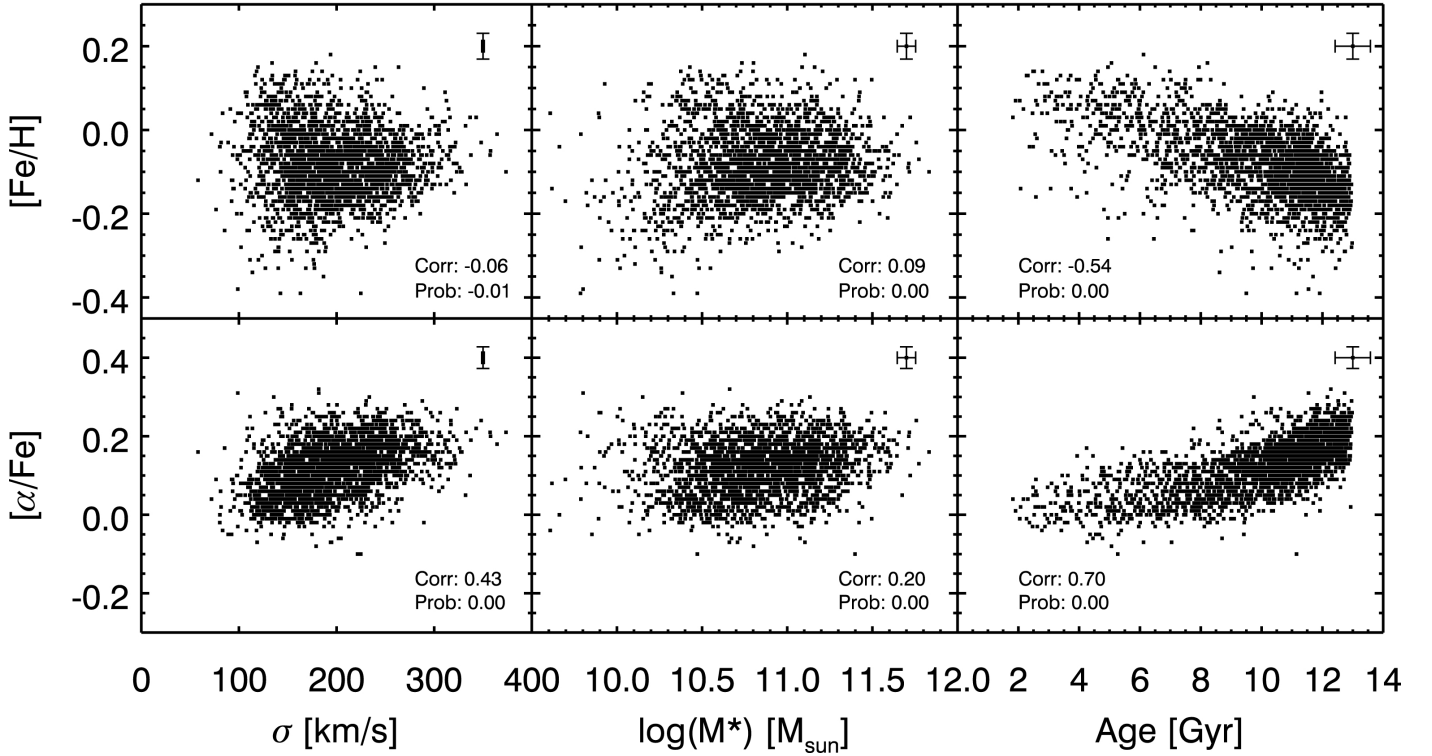 0.2
0.0
-0.2
-0.4
[Fe/H]
Corr: -0.06
Prob: -0.01
Corr: 0.09
Prob: 0.00
Corr: -0.54
Prob: 0.00
0.4
0.2
0.0
-0.2
[α/Fe]
Corr: 0.43
Prob: 0.00
Corr: 0.20
Prob: 0.00
Corr: 0.70
Prob: 0.00
0 100 200 300 400 10.0 10.5 11.0 11.5 12.0 2 4 6 8 10 12 14
σ [km/s] log(M*) [Msun] Age [Gyr]